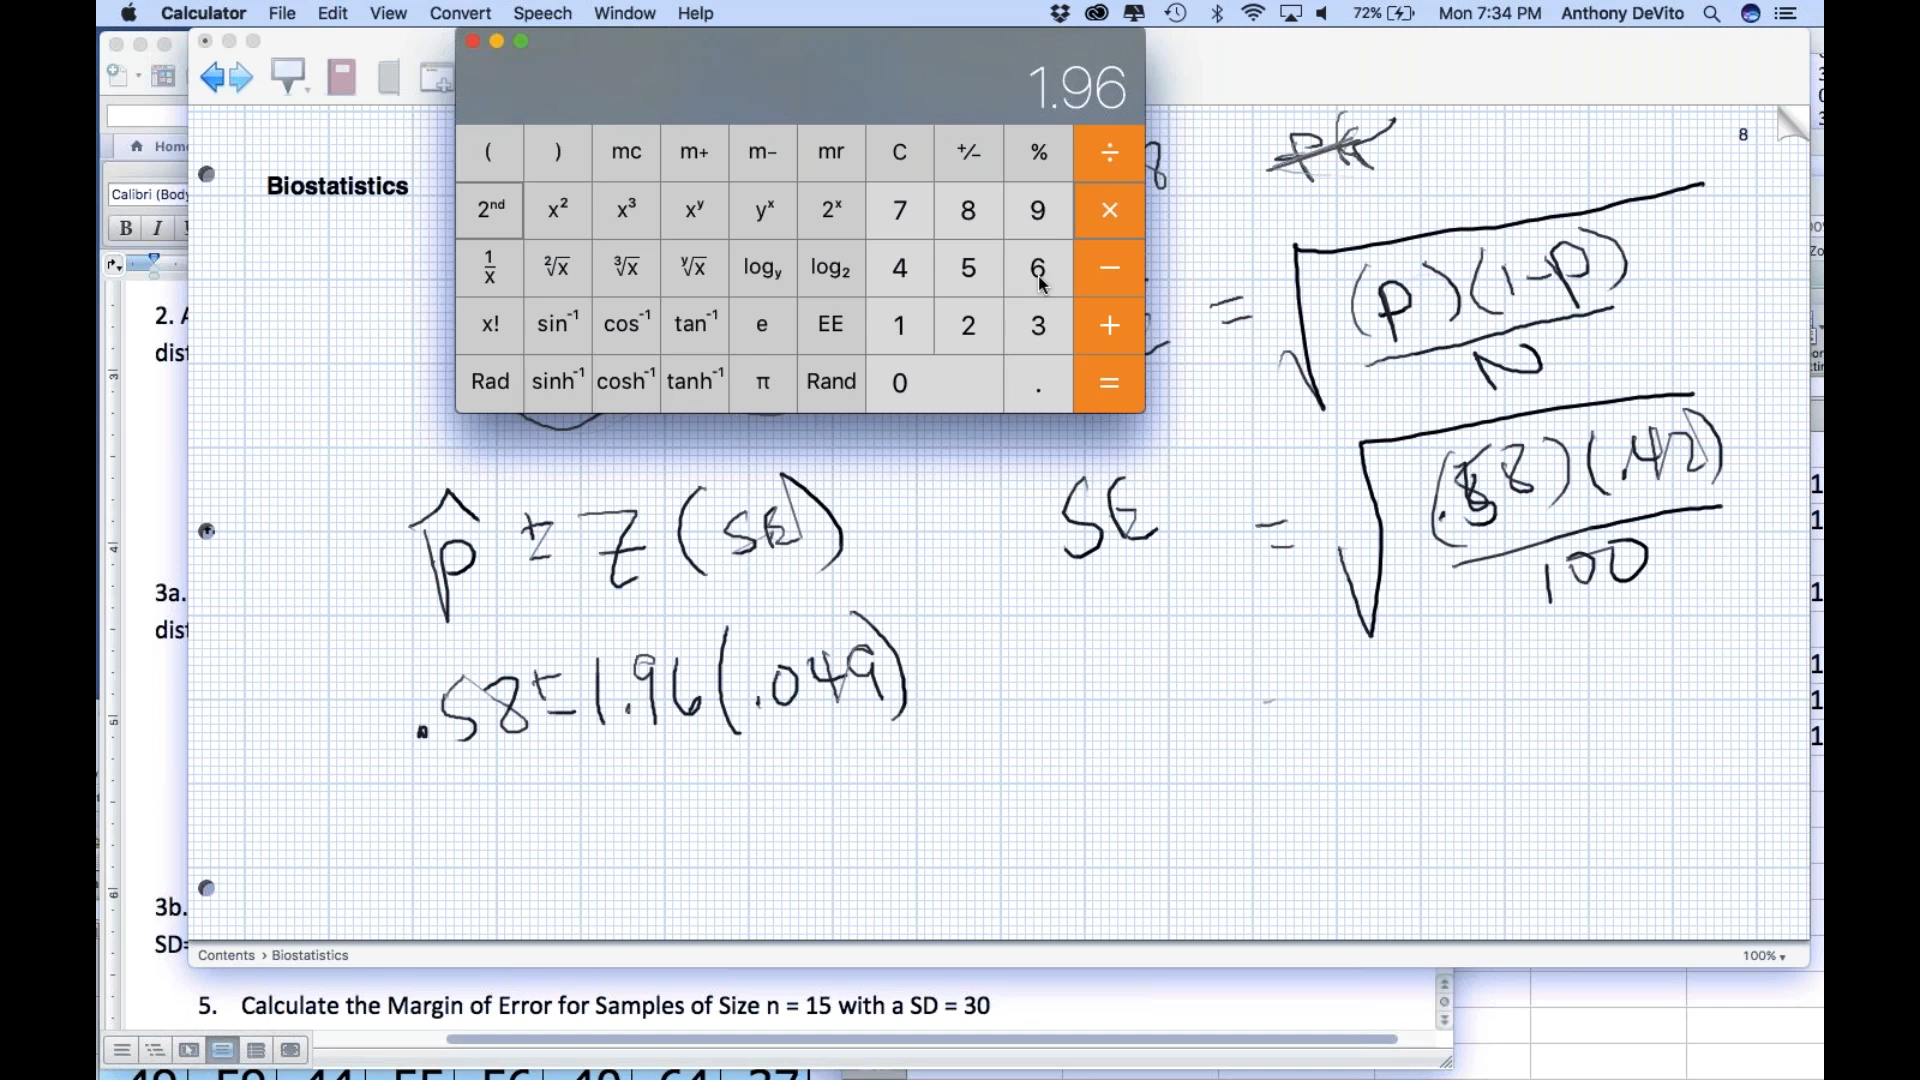 Calculator File Edit View Convert Speech Window Help 72% Mon 7:34 PM Anthony DeVito
1.96
( ) mc m+ m− mr C +/− % ÷
2nd x² x³ xʸ yˣ 2ˣ 7 8 9 ×
1/x ²√x ³√x ʸ√x logᵧ log₂ 4 5 6 −
x! sin⁻¹ cos⁻¹ tan⁻¹ e EE 1 2 3 +
Rad sinh⁻¹ cosh⁻¹ tanh⁻¹ π Rand 0 . =
8
Biostatistics
Calibri (Body
B I
= √(p)(1-p)
N
p̂ ± Z (SE)
SE = √(.58)(.42)
100
.58 ± 1.96 (.049)
2.
3a.
3b.
SD=
Contents › Biostatistics
100%
5. Calculate the Margin of Error for Samples of Size n = 15 with a SD = 30